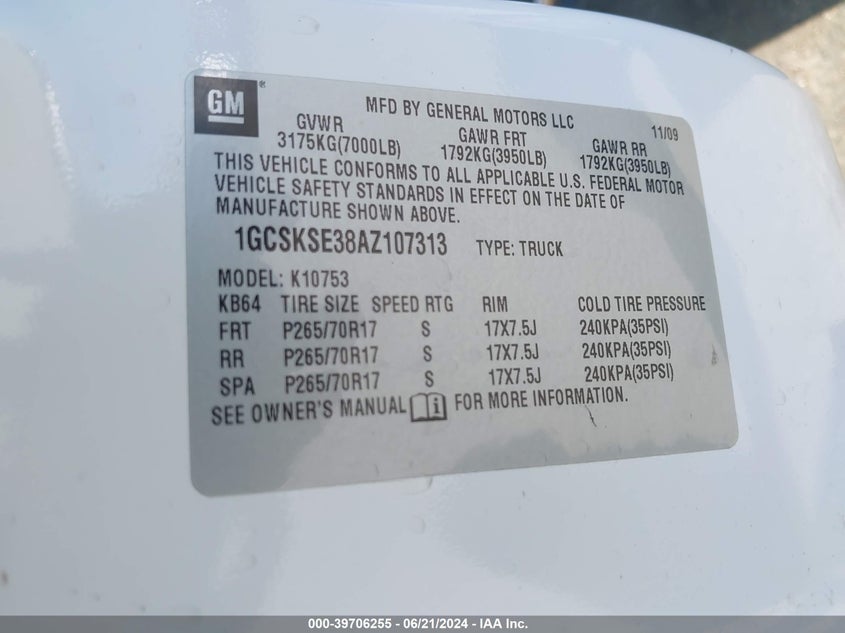 GM ®
MFD BY GENERAL MOTORS LLC 11/09
GVWR GAWR FRT GAWR RR
3175KG(7000LB) 1792KG(3950LB) 1792KG(3950LB)
THIS VEHICLE CONFORMS TO ALL APPLICABLE U.S. FEDERAL MOTOR
VEHICLE SAFETY STANDARDS IN EFFECT ON THE DATE OF
MANUFACTURE SHOWN ABOVE.
1GCSKSE38AZ107313 TYPE: TRUCK
MODEL: K10753
KB64 TIRE SIZE SPEED RTG RIM COLD TIRE PRESSURE
FRT P265/70R17 S 17X7.5J 240KPA(35PSI)
RR P265/70R17 S 17X7.5J 240KPA(35PSI)
SPA P265/70R17 S 17X7.5J 240KPA(35PSI)
SEE OWNER'S MANUAL i FOR MORE INFORMATION.
000-39706255 - 06/21/2024 - IAA Inc.